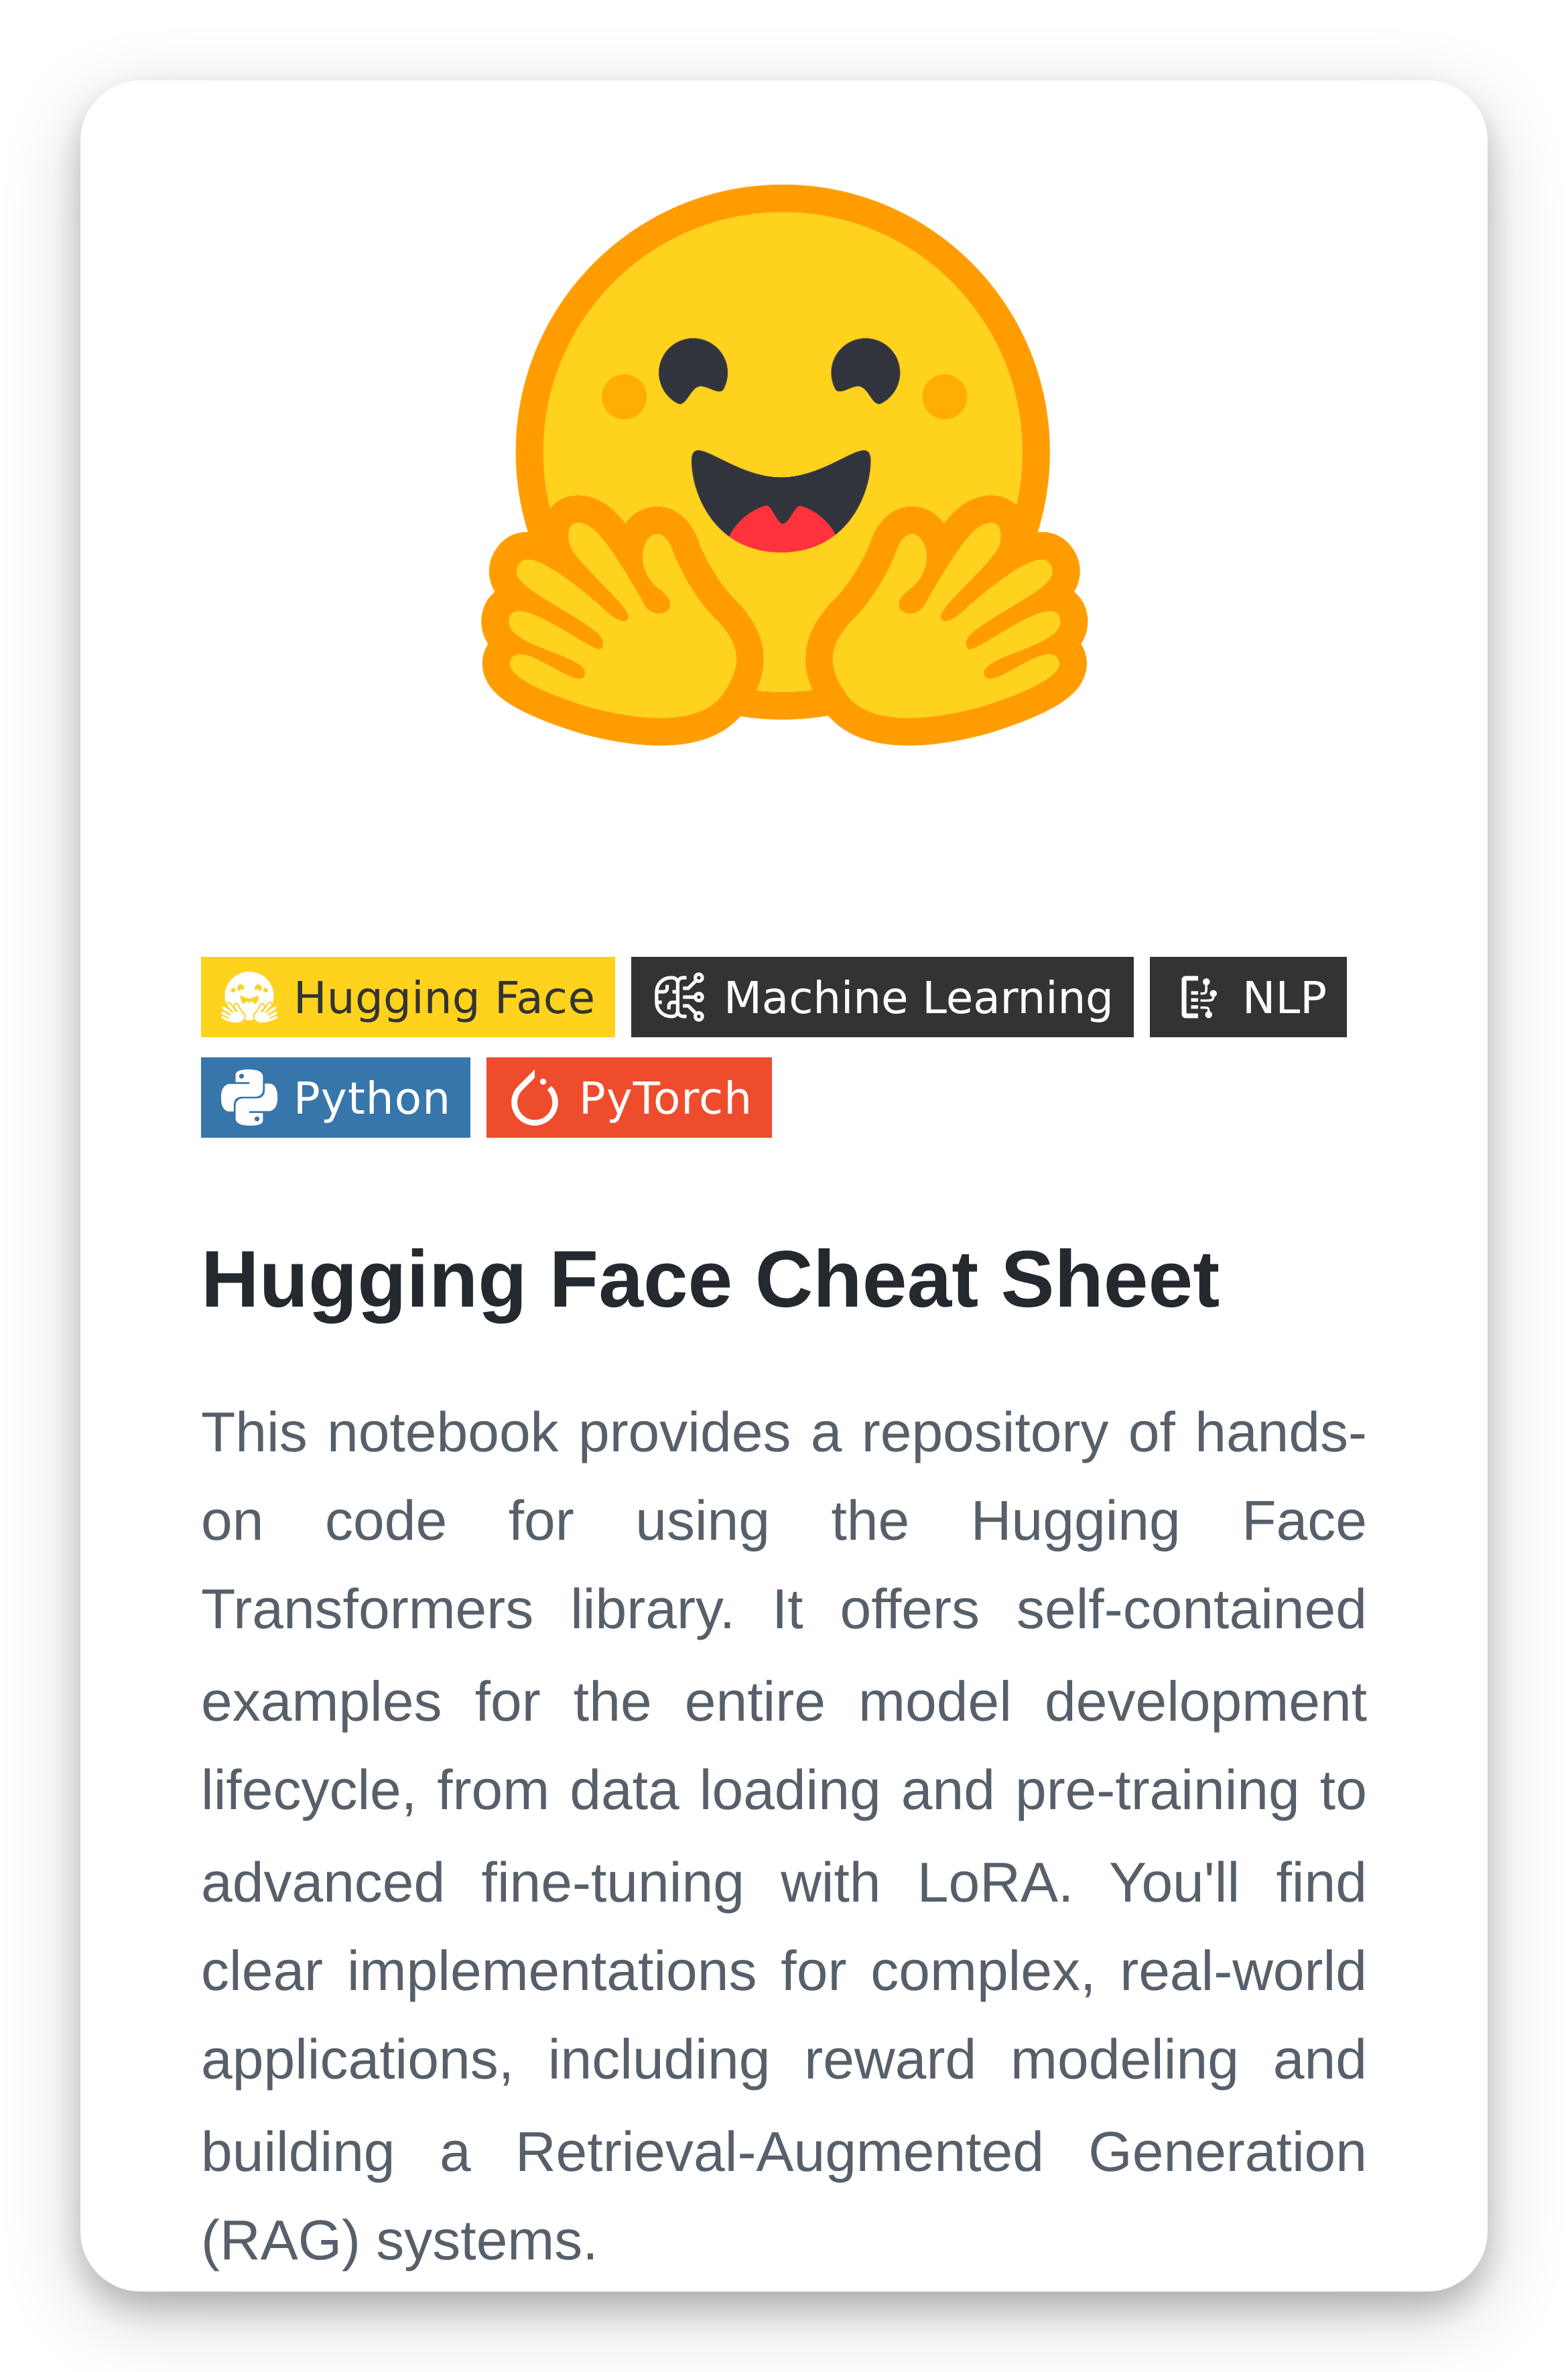 Hugging Face Machine Learning NLP
Python PyTorch
Hugging Face Cheat Sheet
This notebook provides a repository of hands-
on code for using the Hugging Face
Transformers library. It offers self-contained
examples for the entire model development
lifecycle, from data loading and pre-training to
advanced fine-tuning with LoRA. You'll find
clear implementations for complex, real-world
applications, including reward modeling and
building a Retrieval-Augmented Generation
(RAG) systems.